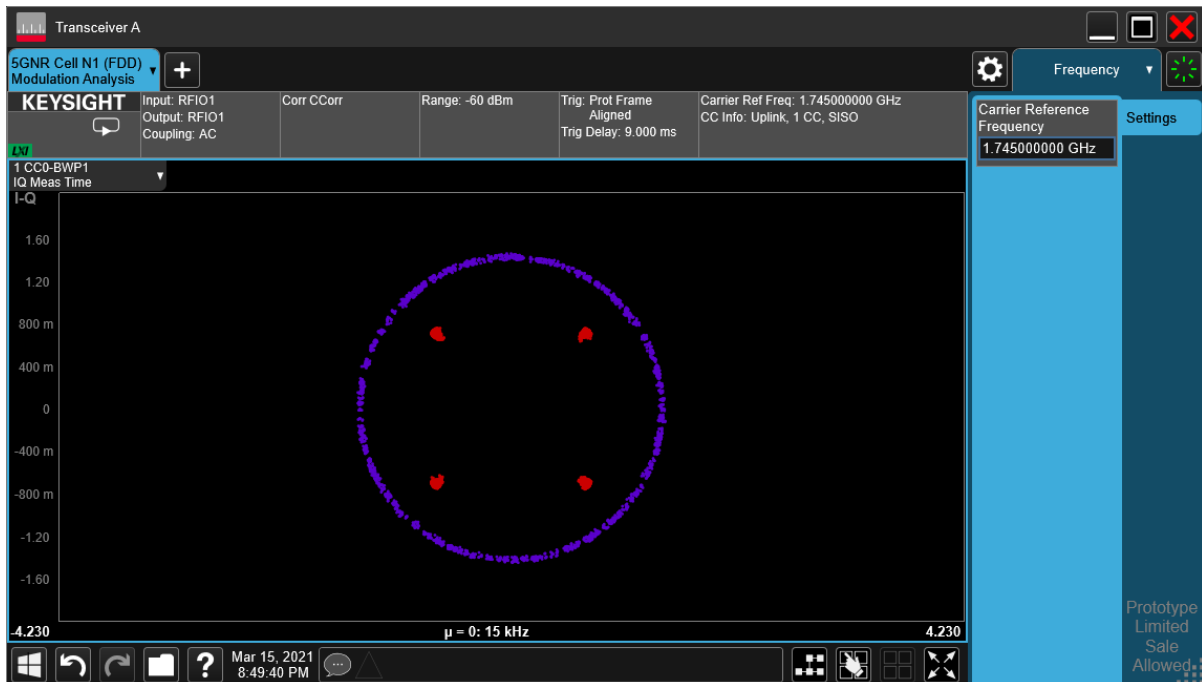 Transceiver A
5GNR Cell N1 (FDD)
Modulation Analysis
+
Frequency
KEYSIGHT
LXI
Input: RFIO1
Output: RFIO1
Coupling: AC
Corr CCorr
Range: -60 dBm
Trig: Prot Frame
Aligned
Trig Delay: 9.000 ms
Carrier Ref Freq: 1.745000000 GHz
CC Info: Uplink, 1 CC, SISO
Carrier Reference
Frequency
1.745000000 GHz
Settings
1 CC0-BWP1
IQ Meas Time
I-Q
1.60
1.20
800 m
400 m
0
-400 m
-800 m
-1.20
-1.60
-4.230
µ = 0: 15 kHz
4.230
?
Mar 15, 2021
8:49:40 PM
Prototype
Limited
Sale
Allowed